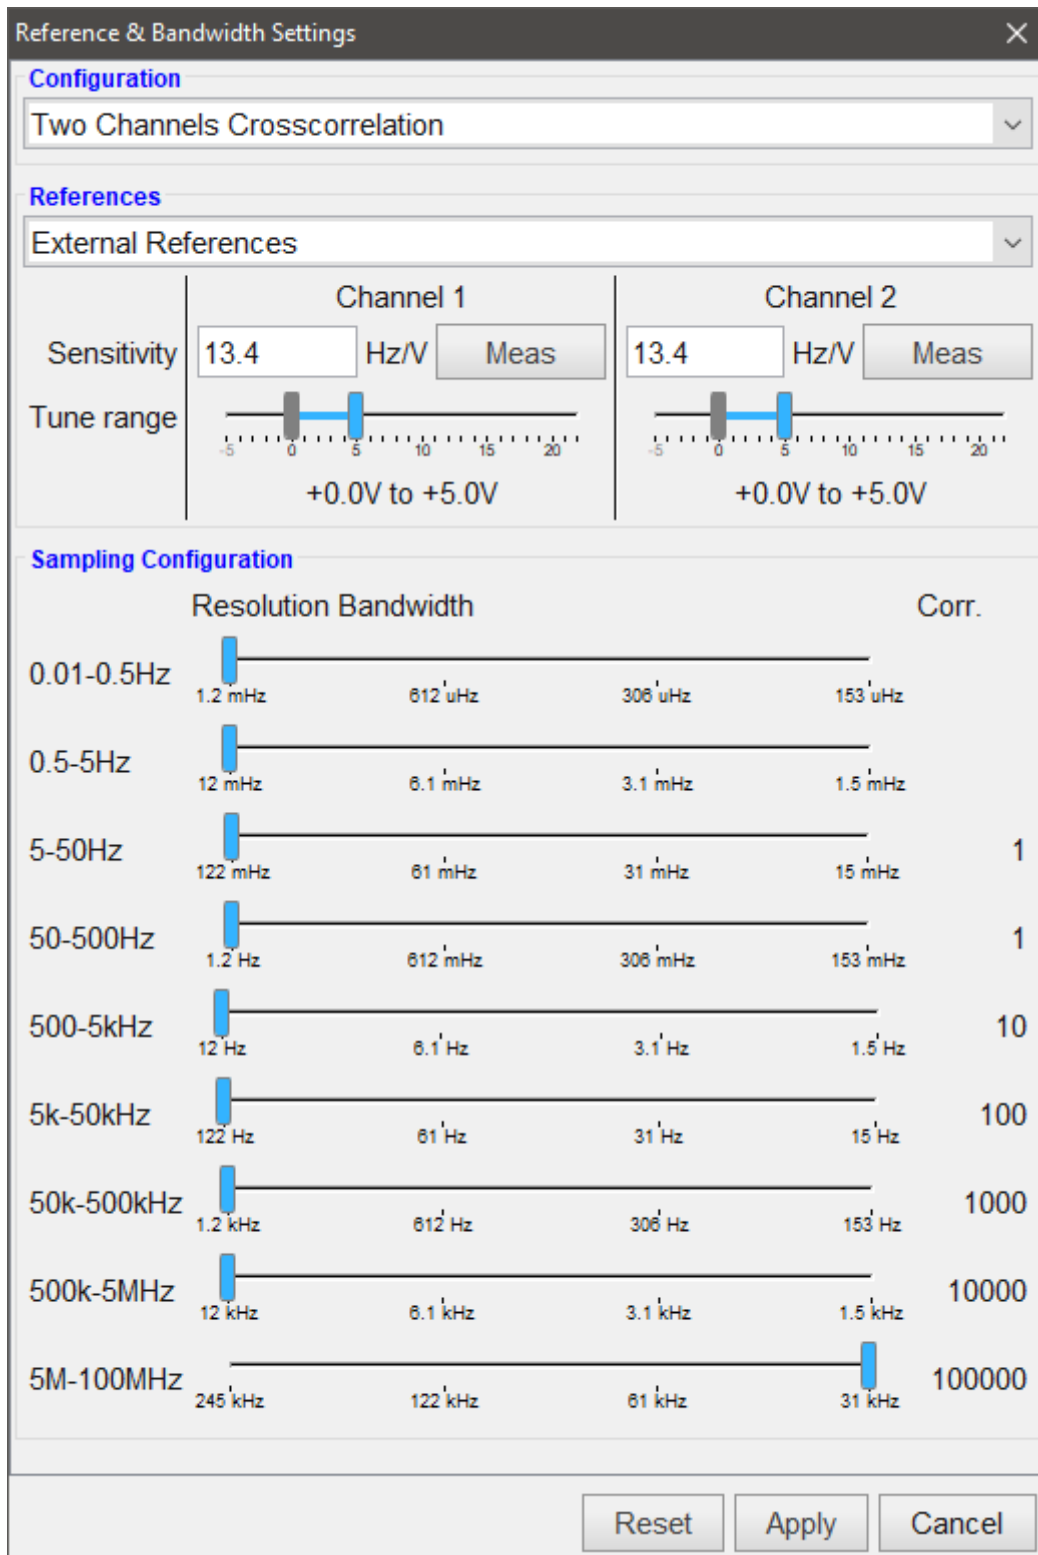 Reference & Bandwidth Settings
Configuration
Two Channels Crosscorrelation
References
External References
Channel 1 Channel 2
Sensitivity 13.4 Hz/V Meas 13.4 Hz/V Meas
Tune range
-5 0 5 10 15 20 -5 0 5 10 15 20
+0.0V to +5.0V +0.0V to +5.0V
Sampling Configuration
Resolution Bandwidth Corr.
0.01-0.5Hz
1.2 mHz 612 uHz 306 uHz 153 uHz
0.5-5Hz
12 mHz 6.1 mHz 3.1 mHz 1.5 mHz
5-50Hz 1
122 mHz 61 mHz 31 mHz 15 mHz
50-500Hz 1
1.2 Hz 612 mHz 306 mHz 153 mHz
500-5kHz 10
12 Hz 6.1 Hz 3.1 Hz 1.5 Hz
5k-50kHz 100
122 Hz 61 Hz 31 Hz 15 Hz
50k-500kHz 1000
1.2 kHz 612 Hz 306 Hz 153 Hz
500k-5MHz 10000
12 kHz 6.1 kHz 3.1 kHz 1.5 kHz
5M-100MHz 100000
245 kHz 122 kHz 61 kHz 31 kHz
Reset Apply Cancel